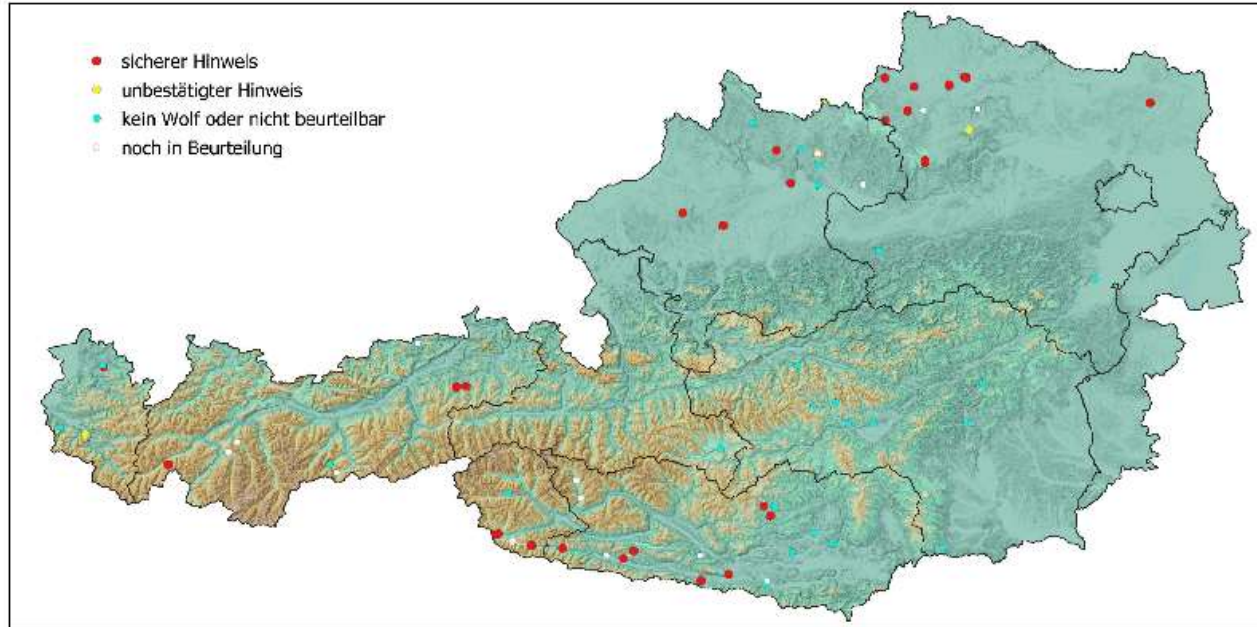 sicherer Hinweis
unbestätigter Hinweis
kein Wolf oder nicht beurteilbar
noch in Beurteilung